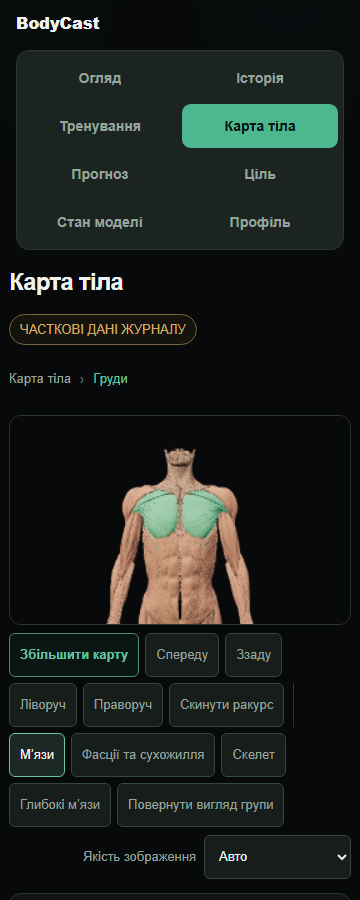 BodyCast
Огляд Історія
Тренування Карта тіла
Прогноз Ціль
Стан моделі Профіль
Карта тіла
ЧАСТКОВІ ДАНІ ЖУРНАЛУ
Карта тіла › Груди
Збільшити карту Спереду Ззаду
Ліворуч Праворуч Скинути ракурс
М'язи Фасції та сухожилля Скелет
Глибокі м'язи Повернути вигляд групи
Якість зображення Авто